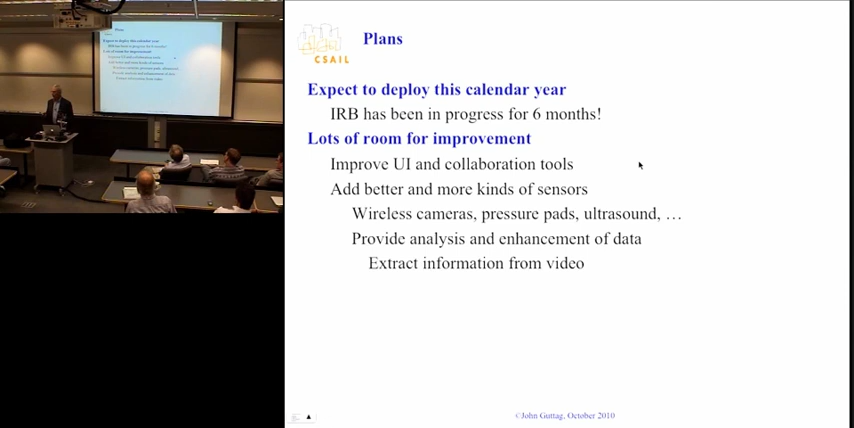 CSAIL
Plans
Expect to deploy this calendar year
IRB has been in progress for 6 months!
Lots of room for improvement
Improve UI and collaboration tools
Add better and more kinds of sensors
Wireless cameras, pressure pads, ultrasound, …
Provide analysis and enhancement of data
Extract information from video
©John Guttag, October 2010